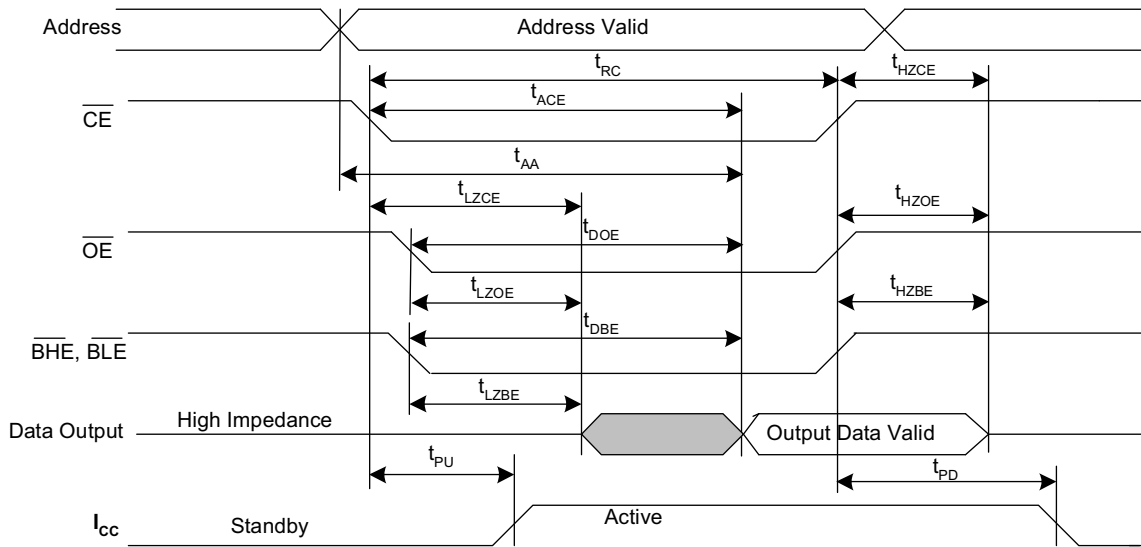 Address
Address Valid
tRC
tHZCE
tACE
CE
tAA
tLZCE
tHZOE
tDOE
OE
tLZOE
tHZBE
tDBE
BHE, BLE
tLZBE
High Impedance
Data Output
Output Data Valid
tPU
tPD
ICC
Standby
Active